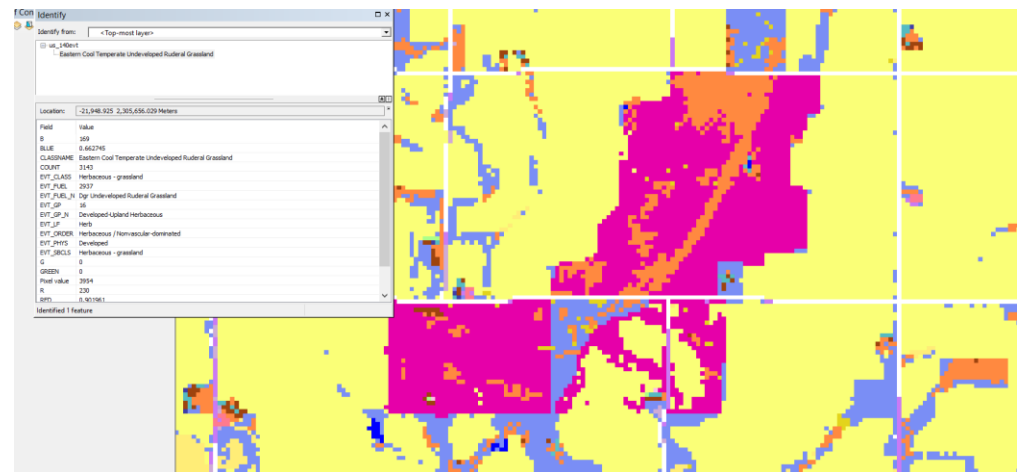 f Con
Identify
Identify from: <Top-most layer>
us_140evt
Eastern Cool Temperate Undeveloped Ruderal Grassland
Location: -21,948.925 2,305,656.029 Meters
Field Value
B 169
BLUE 0.662745
CLASSNAME Eastern Cool Temperate Undeveloped Ruderal Grassland
COUNT 3143
EVT_CLASS Herbaceous - grassland
EVT_FUEL 2937
EVT_FUEL_N Dgr Undeveloped Ruderal Grassland
EVT_GP 16
EVT_GP_N Developed-Upland Herbaceous
EVT_LF Herb
EVT_ORDER Herbaceous / Nonvascular-dominated
EVT_PHYS Developed
EVT_SBCLS Herbaceous - grassland
G 0
GREEN 0
Pixel value 3954
R 230
RED 0.901961
Identified 1 feature